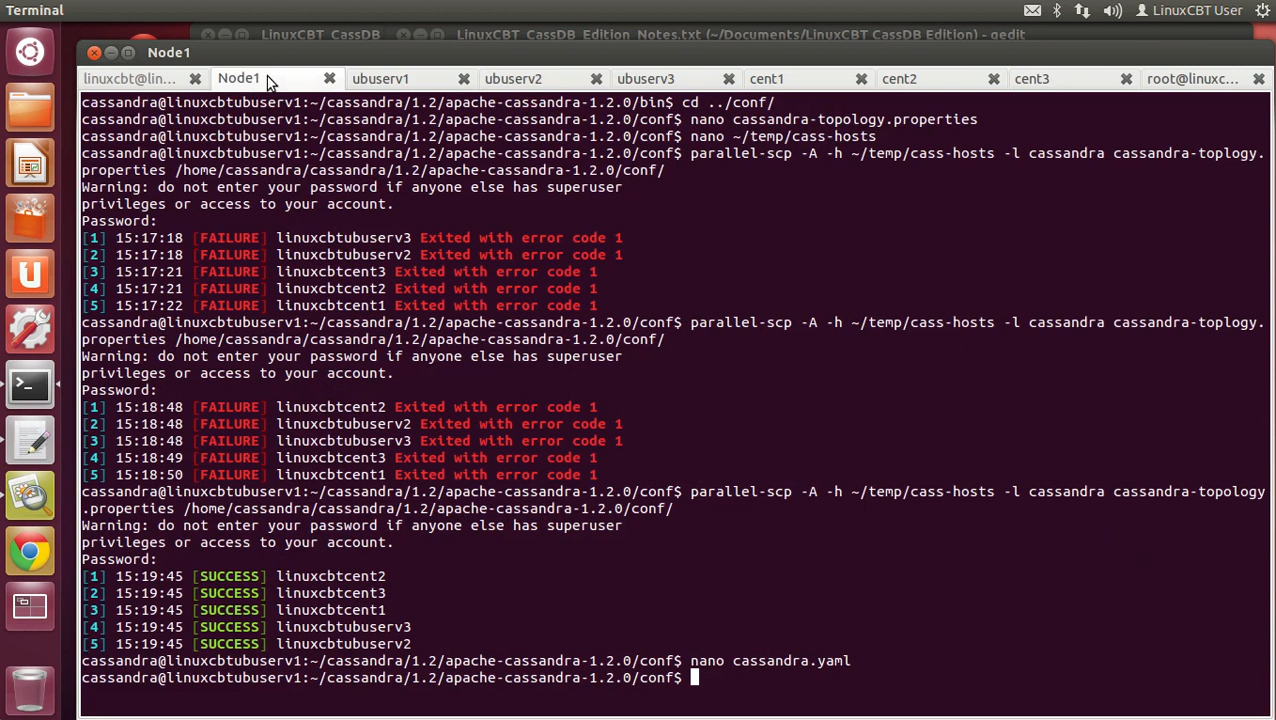 Terminal
LinuxCBT User
LinuxCBT_CassDB
LinuxCBT_CassDB_Edition_Notes.txt (~/Documents/LinuxCBT CassDB Edition) - gedit
Node1
linuxcbt@lin...
Node1
ubuserv1
ubuserv2
ubuserv3
cent1
cent2
cent3
root@linuxc...
cassandra@linuxcbtubuserv1:~/cassandra/1.2/apache-cassandra-1.2.0/bin$ cd ../conf/
cassandra@linuxcbtubuserv1:~/cassandra/1.2/apache-cassandra-1.2.0/conf$ nano cassandra-topology.properties
cassandra@linuxcbtubuserv1:~/cassandra/1.2/apache-cassandra-1.2.0/conf$ nano ~/temp/cass-hosts
cassandra@linuxcbtubuserv1:~/cassandra/1.2/apache-cassandra-1.2.0/conf$ parallel-scp -A -h ~/temp/cass-hosts -l cassandra cassandra-toplogy.
properties /home/cassandra/cassandra/1.2/apache-cassandra-1.2.0/conf/
Warning: do not enter your password if anyone else has superuser
privileges or access to your account.
Password:
[1] 15:17:18 [FAILURE] linuxcbtubuserv3 Exited with error code 1
[2] 15:17:18 [FAILURE] linuxcbtubuserv2 Exited with error code 1
[3] 15:17:21 [FAILURE] linuxcbtcent3 Exited with error code 1
[4] 15:17:21 [FAILURE] linuxcbtcent2 Exited with error code 1
[5] 15:17:22 [FAILURE] linuxcbtcent1 Exited with error code 1
cassandra@linuxcbtubuserv1:~/cassandra/1.2/apache-cassandra-1.2.0/conf$ parallel-scp -A -h ~/temp/cass-hosts -l cassandra cassandra-toplogy.
properties /home/cassandra/cassandra/1.2/apache-cassandra-1.2.0/conf/
Warning: do not enter your password if anyone else has superuser
privileges or access to your account.
Password:
[1] 15:18:48 [FAILURE] linuxcbtcent2 Exited with error code 1
[2] 15:18:48 [FAILURE] linuxcbtubuserv2 Exited with error code 1
[3] 15:18:48 [FAILURE] linuxcbtubuserv3 Exited with error code 1
[4] 15:18:49 [FAILURE] linuxcbtcent3 Exited with error code 1
[5] 15:18:50 [FAILURE] linuxcbtcent1 Exited with error code 1
cassandra@linuxcbtubuserv1:~/cassandra/1.2/apache-cassandra-1.2.0/conf$ parallel-scp -A -h ~/temp/cass-hosts -l cassandra cassandra-topology
.properties /home/cassandra/cassandra/1.2/apache-cassandra-1.2.0/conf/
Warning: do not enter your password if anyone else has superuser
privileges or access to your account.
Password:
[1] 15:19:45 [SUCCESS] linuxcbtcent2
[2] 15:19:45 [SUCCESS] linuxcbtcent3
[3] 15:19:45 [SUCCESS] linuxcbtcent1
[4] 15:19:45 [SUCCESS] linuxcbtubuserv3
[5] 15:19:45 [SUCCESS] linuxcbtubuserv2
cassandra@linuxcbtubuserv1:~/cassandra/1.2/apache-cassandra-1.2.0/conf$ nano cassandra.yaml
cassandra@linuxcbtubuserv1:~/cassandra/1.2/apache-cassandra-1.2.0/conf$